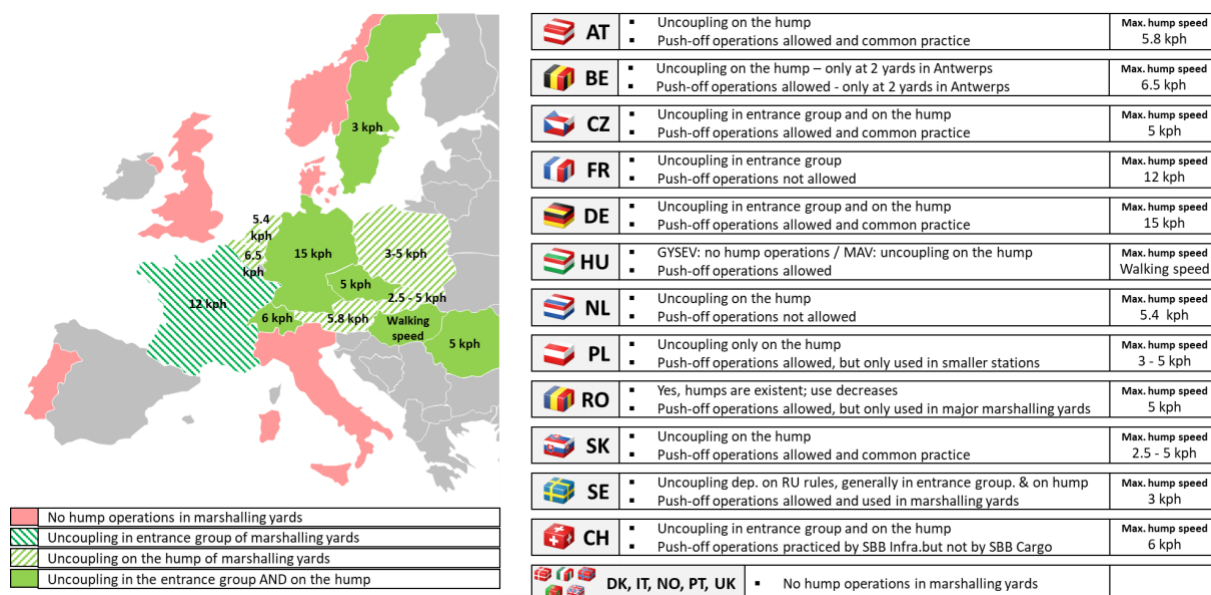 3 kph
5.4
kph
6.5
kph
15 kph
3-5 kph
5 kph
2.5 - 5 kph
12 kph
6 kph
5.8 kph
Walking
speed
5 kph
No hump operations in marshalling yards
Uncoupling in entrance group of marshalling yards
Uncoupling on the hump of marshalling yards
Uncoupling in the entrance group AND on the hump
AT
▪ Uncoupling on the hump
▪ Push-off operations allowed and common practice
Max. hump speed
5.8 kph
BE
▪ Uncoupling on the hump – only at 2 yards in Antwerps
▪ Push-off operations allowed - only at 2 yards in Antwerps
Max. hump speed
6.5 kph
CZ
▪ Uncoupling in entrance group and on the hump
▪ Push-off operations allowed and common practice
Max. hump speed
5 kph
FR
▪ Uncoupling in entrance group
▪ Push-off operations not allowed
Max. hump speed
12 kph
DE
▪ Uncoupling in entrance group and on the hump
▪ Push-off operations allowed and common practice
Max. hump speed
15 kph
HU
▪ GYSEV: no hump operations / MAV: uncoupling on the hump
▪ Push-off operations allowed
Max. hump speed
Walking speed
NL
▪ Uncoupling on the hump
▪ Push-off operations not allowed
Max. hump speed
5.4 kph
PL
▪ Uncoupling only on the hump
▪ Push-off operations allowed, but only used in smaller stations
Max. hump speed
3 - 5 kph
RO
▪ Yes, humps are existent; use decreases
▪ Push-off operations allowed, but only used in major marshalling yards
Max. hump speed
5 kph
SK
▪ Uncoupling on the hump
▪ Push-off operations allowed and common practice
Max. hump speed
2.5 - 5 kph
SE
▪ Uncoupling dep. on RU rules, generally in entrance group. & on hump
▪ Push-off operations allowed and used in marshalling yards
Max. hump speed
3 kph
CH
▪ Uncoupling in entrance group and on the hump
▪ Push-off operations practiced by SBB Infra.but not by SBB Cargo
Max. hump speed
6 kph
DK, IT, NO, PT, UK
▪ No hump operations in marshalling yards